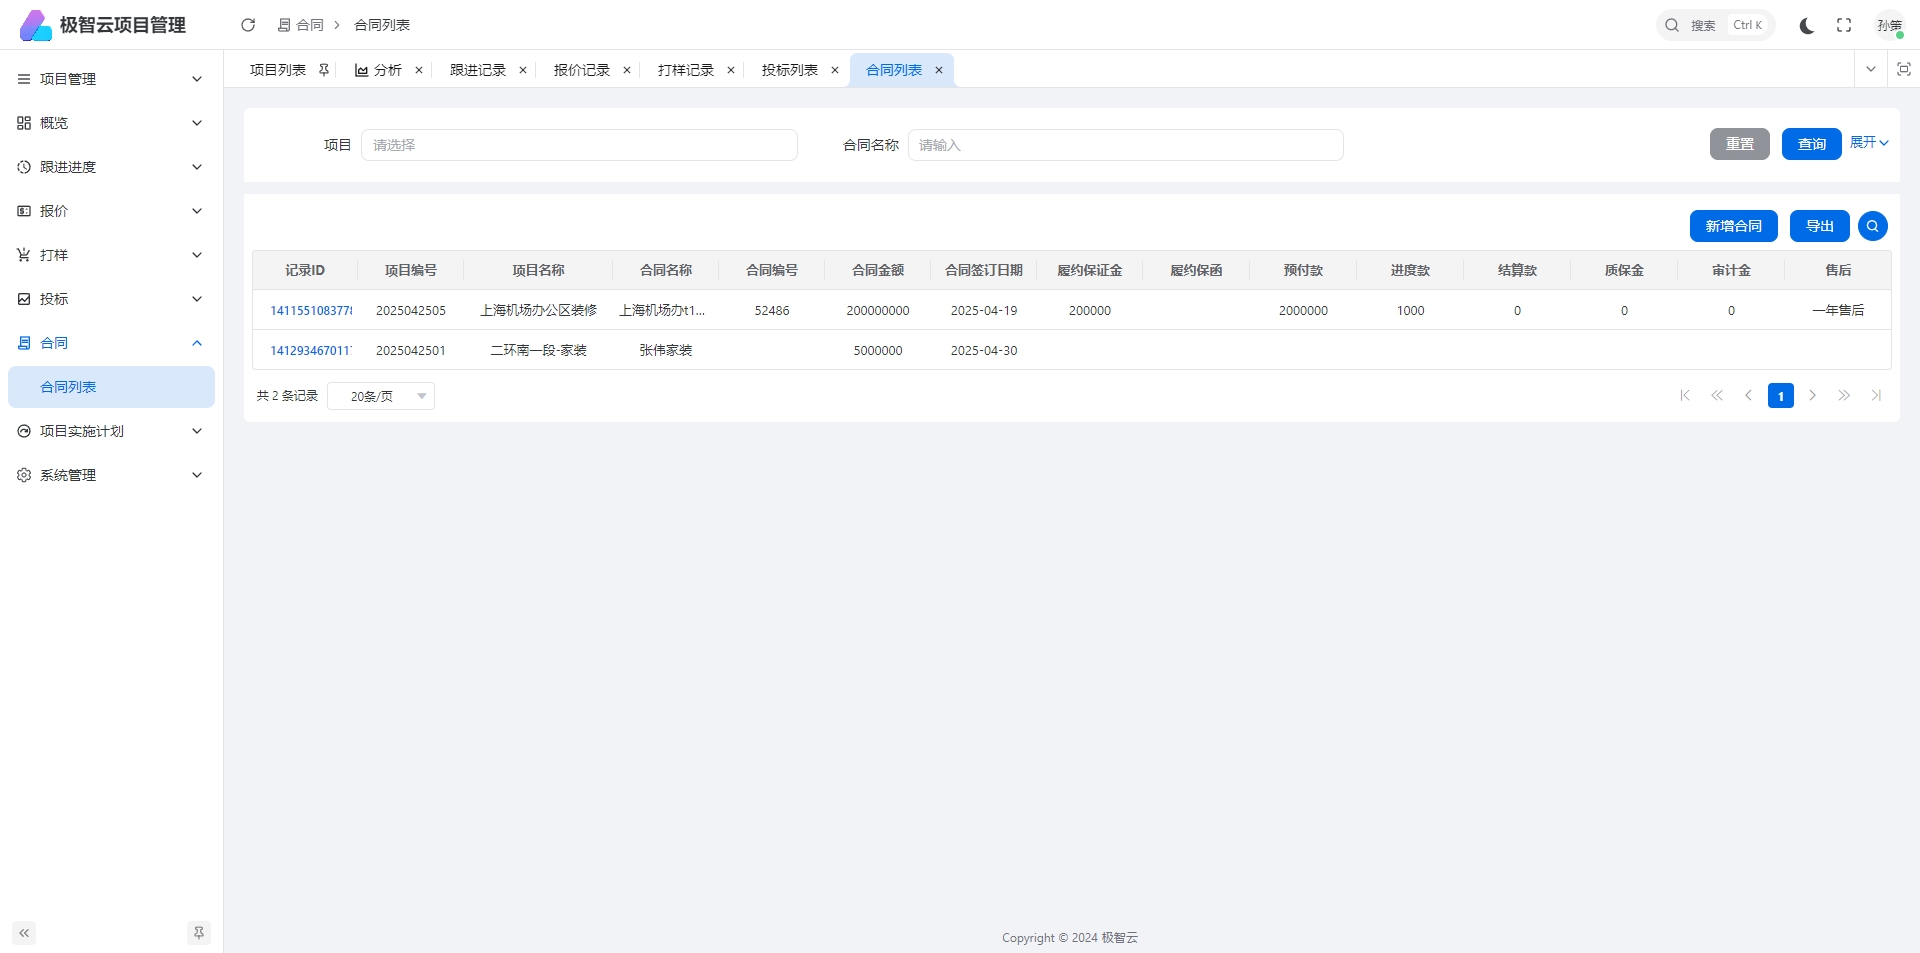 极智云项目管理
合同 > 合同列表
搜索 Ctrl K
孙策
项目管理
概览
跟进进度
报价
打样
投标
合同
合同列表
项目实施计划
系统管理
项目列表 分析 × 跟进记录 × 报价记录 × 打样记录 × 投标列表 × 合同列表 ×
项目 请选择 合同名称 请输入 重置 查询 展开
新增合同 导出
记录ID 项目编号 项目名称 合同名称 合同编号 合同金额 合同签订日期 履约保证金 履约保函 预付款 进度款 结算款 质保金 审计金 售后
141155108377 2025042505 上海机场办公区装修 上海机场办t1... 52486 200000000 2025-04-19 200000 2000000 1000 0 0 0 一年售后
141293467011 2025042501 二环南一段-家装 张伟家装 5000000 2025-04-30
共 2 条记录 20条/页 1
Copyright © 2024 极智云